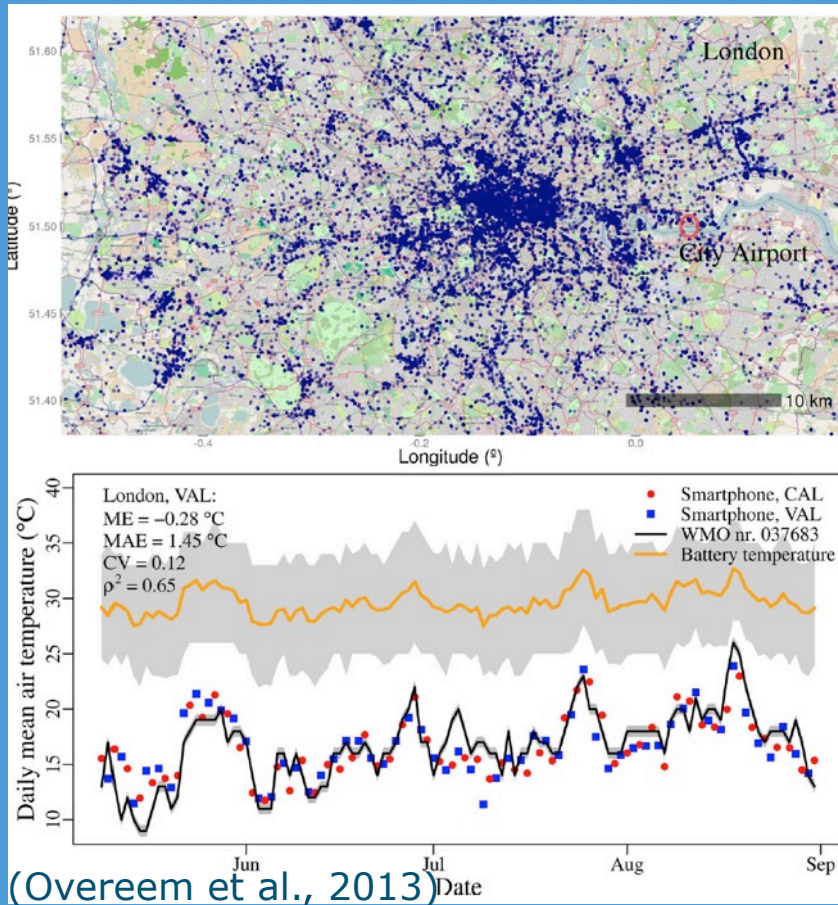 51.60
London
51.55
Latitude (º)
51.50
City Airport
51.45
51.40
10 km
-0.4
-0.2
0.0
Longitude (º)
40
London, VAL:
ME = −0.28 °C
MAE = 1.45 °C
CV = 0.12
ρ² = 0.65
Smartphone, CAL
Smartphone, VAL
WMO nr. 037683
Battery temperature
35
30
25
20
15
10
Daily mean air temperature (°C)
Jun
Jul
Aug
Sep
Date
(Overeem et al., 2013)